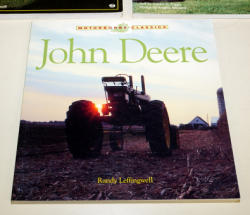 MOTORBOOKS CLASSICS
John Deere
Randy Leffingwell